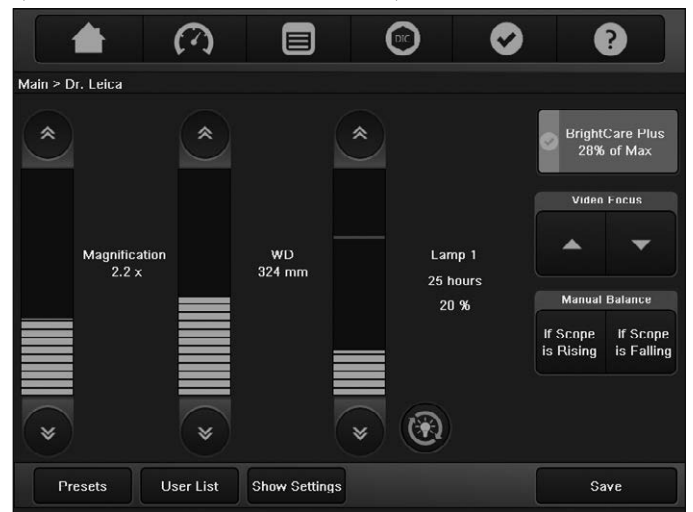 DIC
?
Main > Dr. Leica
BrightCare Plus
28% of Max
Video Focus
Magnification
2.2 x
WD
324 mm
Lamp 1
25 hours
20 %
Manual Balance
If Scope
is Rising
If Scope
is Falling
Presets
User List
Show Settings
Save